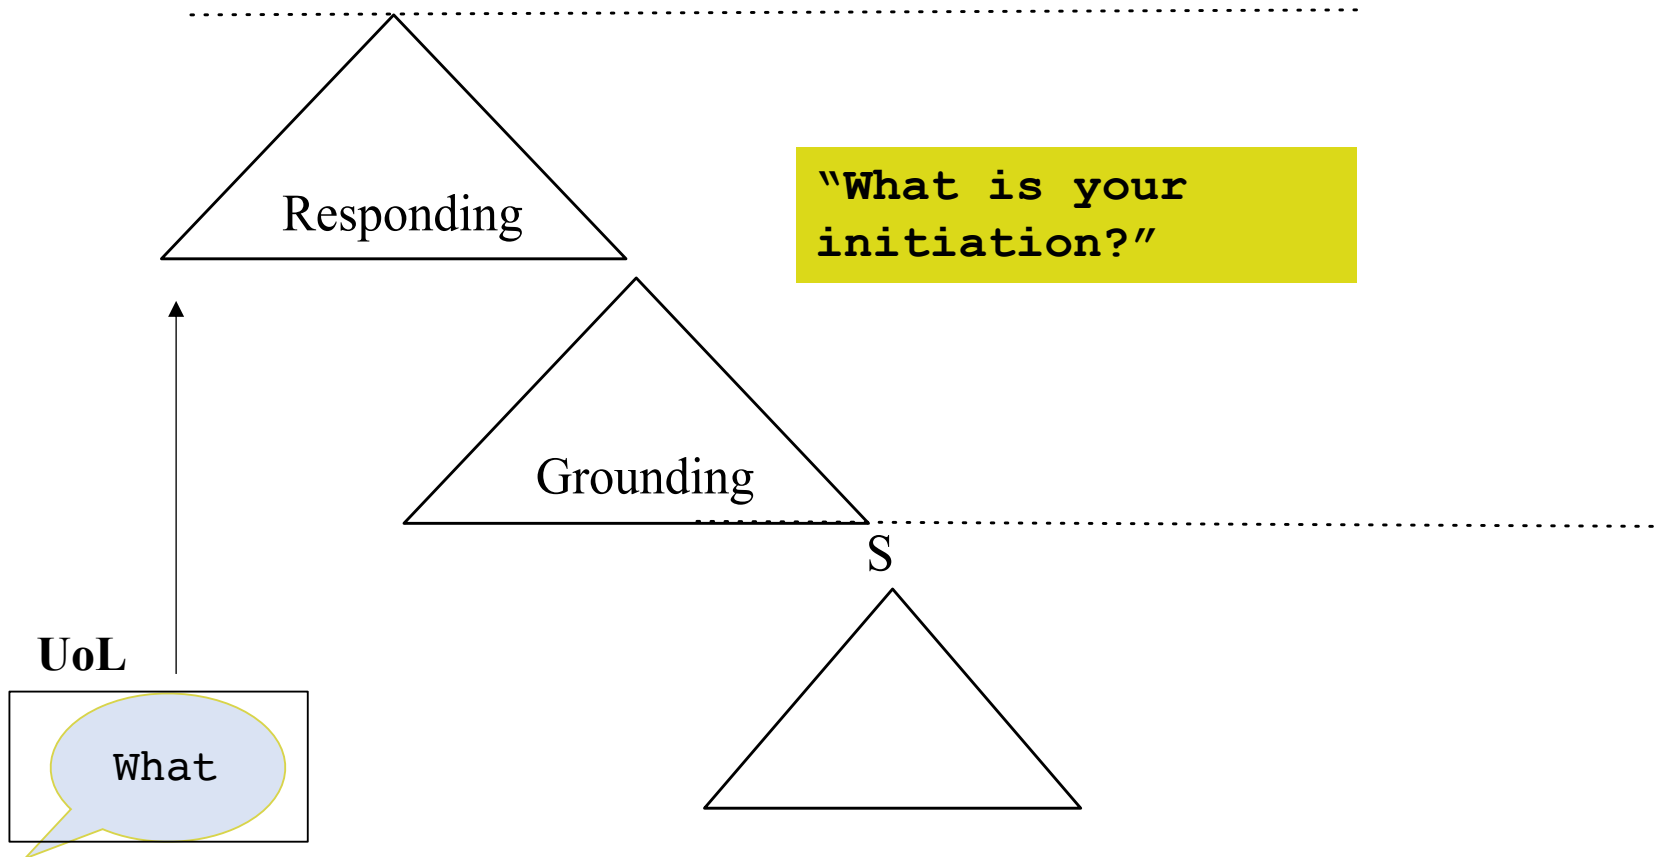 Responding
“What is your
initiation?”
Grounding
S
UoL
What